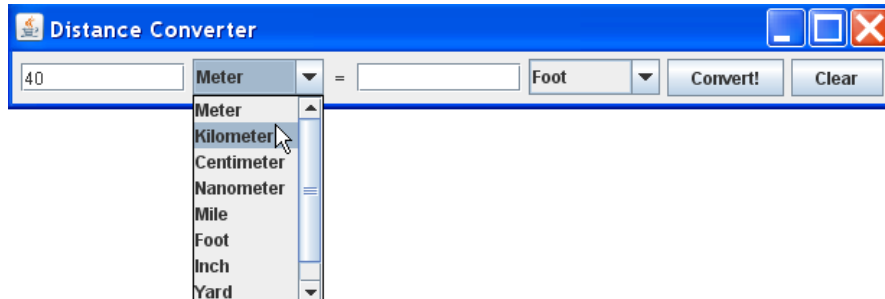 Distance Converter
40 Meter = Foot Convert! Clear
Meter
Kilometer
Centimeter
Nanometer
Mile
Foot
Inch
Yard